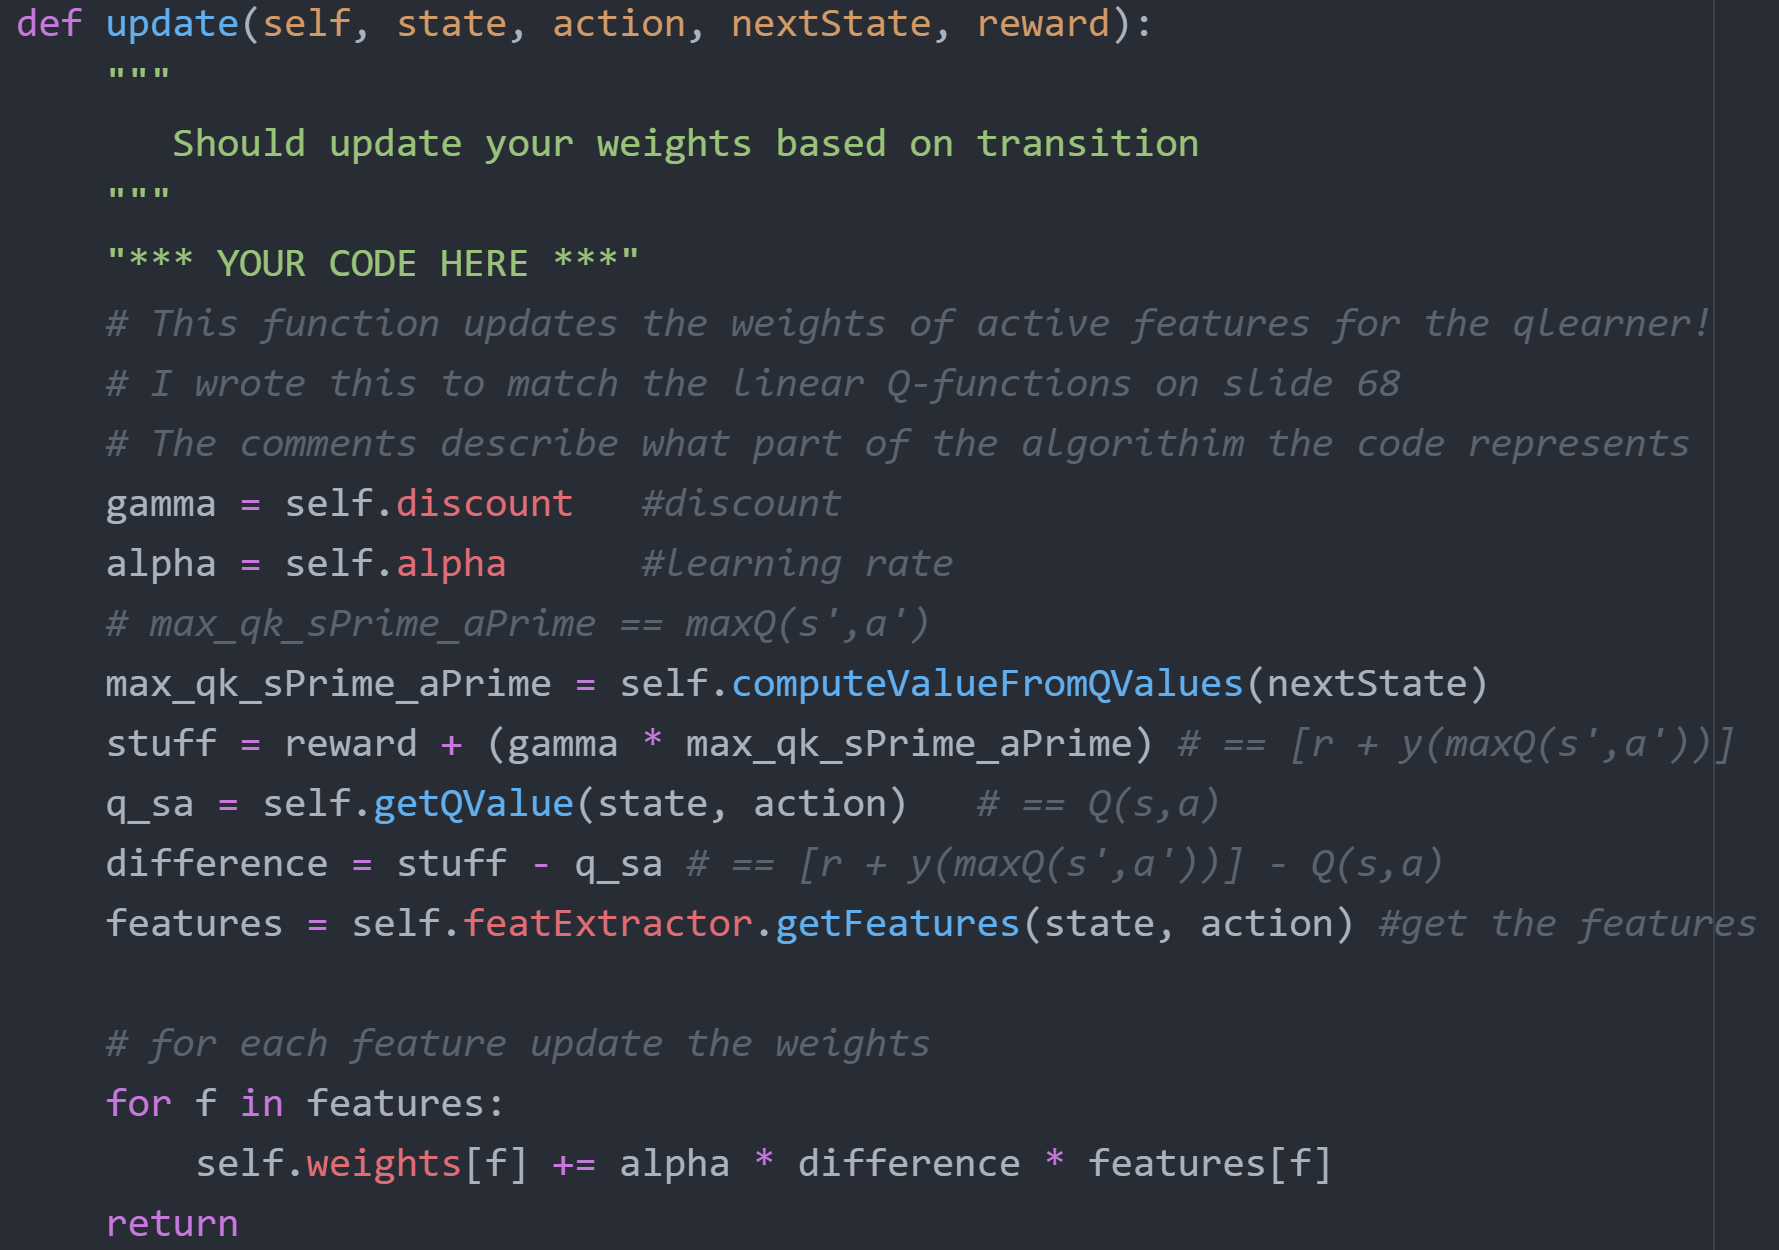 def update(self, state, action, nextState, reward):
    """
       Should update your weights based on transition
    """
    "*** YOUR CODE HERE ***"
    # This function updates the weights of active features for the qlearner!
    # I wrote this to match the linear Q-functions on slide 68
    # The comments describe what part of the algorithim the code represents
    gamma = self.discount   #discount
    alpha = self.alpha      #learning rate
    # max_qk_sPrime_aPrime == maxQ(s',a')
    max_qk_sPrime_aPrime = self.computeValueFromQValues(nextState)
    stuff = reward + (gamma * max_qk_sPrime_aPrime) # == [r + y(maxQ(s',a'))]
    q_sa = self.getQValue(state, action)   # == Q(s,a)
    difference = stuff - q_sa # == [r + y(maxQ(s',a'))] - Q(s,a)
    features = self.featExtractor.getFeatures(state, action) #get the features

    # for each feature update the weights
    for f in features:
        self.weights[f] += alpha * difference * features[f]
    return